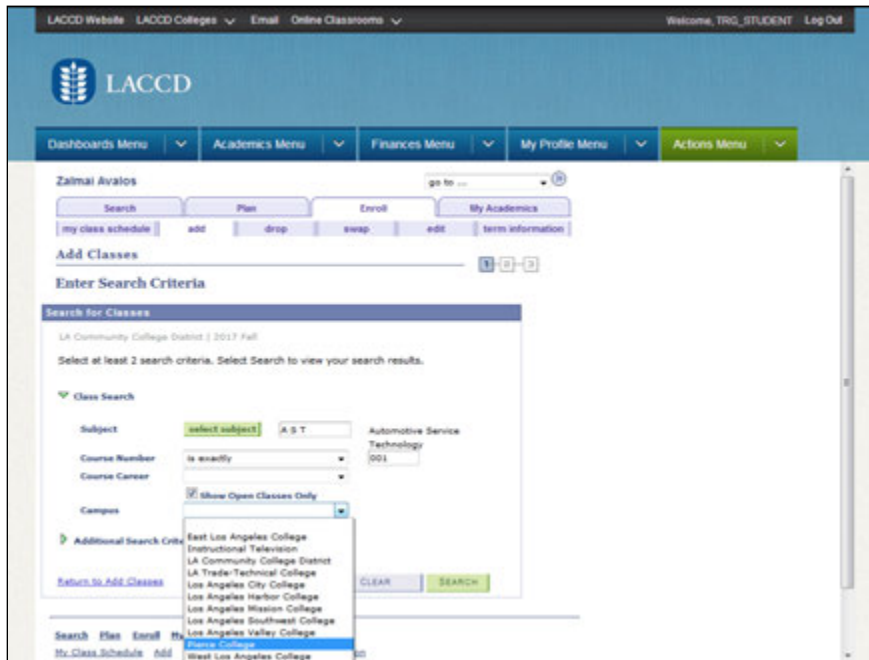 LACCD Website LACCD Colleges Email Online Classrooms Welcome, TRG_STUDENT Log Out
LACCD
Dashboards Menu Academics Menu Finances Menu My Profile Menu Actions Menu
Zalmai Avalos go to ...
Search Plan Enroll My Academics
my class schedule add drop swap edit term information
Add Classes
1 2 3
Enter Search Criteria
Search for Classes
LA Community College District | 2017 Fall
Select at least 2 search criteria. Select Search to view your search results.
Class Search
Subject select subject A S T Automotive Service
Technology
Course Number is exactly 001
Course Career
Show Open Classes Only
Campus
East Los Angeles College
Additional Search Crite
Instructional Television
LA Community College District
LA Trade-Technical College
Return to Add Classes Los Angeles City College CLEAR SEARCH
Los Angeles Harbor College
Los Angeles Mission College
Los Angeles Southwest College
Search Plan Enroll Los Angeles Valley College
Pierce College
My Class Schedule Add West Los Angeles College